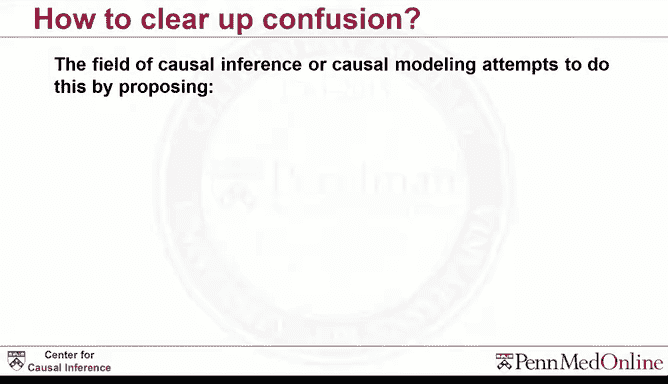 How to clear up confusion?
The field of causal inference or causal modeling attempts to do
this by proposing:
Center for
Causal Inference
PennMedOnline